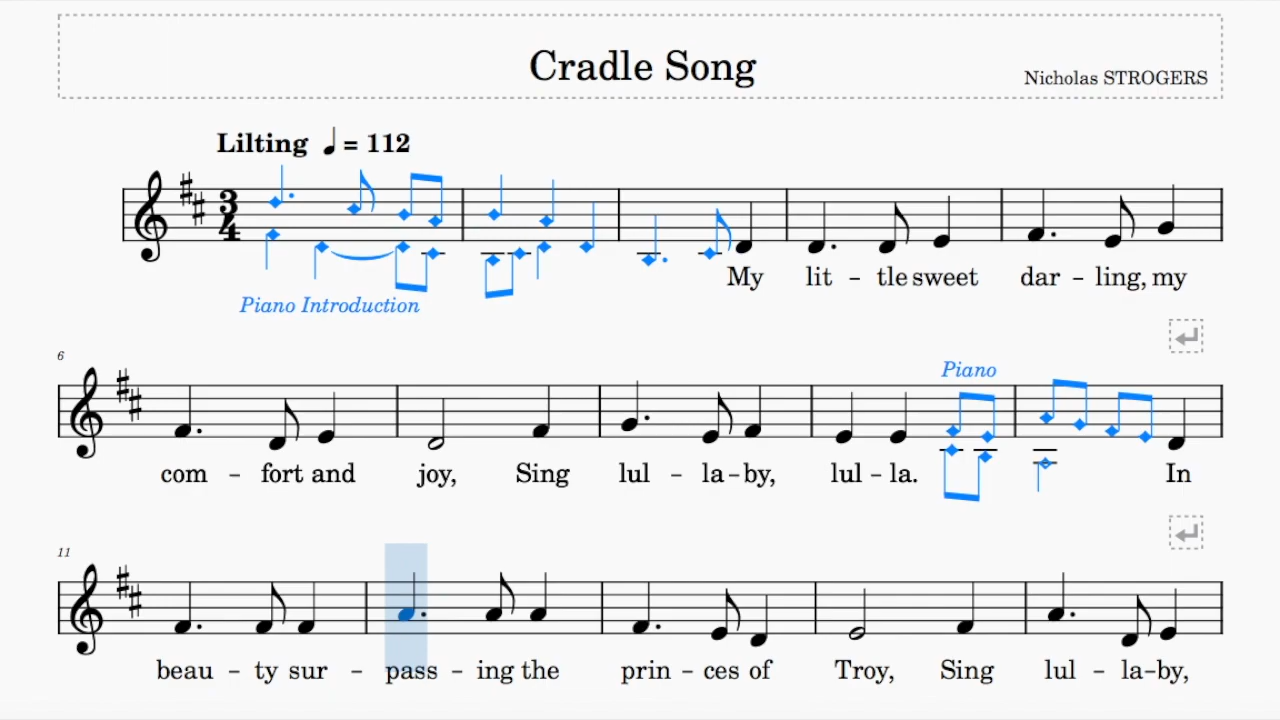 Cradle Song
Nicholas STROGERS
Lilting ♩ = 112
3
4
My lit – tle sweet dar – ling, my
Piano Introduction
6
Piano
com – fort and joy, Sing lul – la – by, lul – la. In
11
beau – ty sur – pass – ing the prin – ces of Troy, Sing lul – la – by,